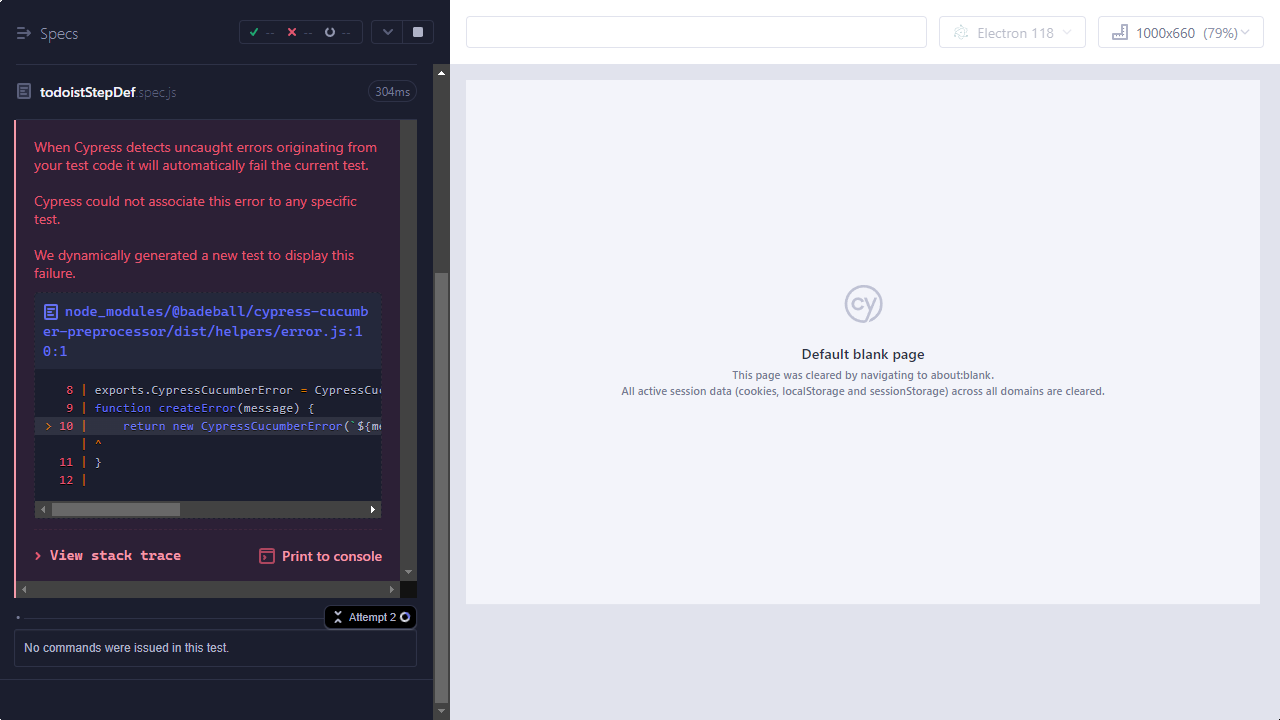 Specs
--
--
--
Electron 118
1000x660 (79%)
todoistStepDef.spec.js
304ms
When Cypress detects uncaught errors originating from
your test code it will automatically fail the current test.
Cypress could not associate this error to any specific
test.
We dynamically generated a new test to display this
failure.
node_modules/@badeball/cypress-cucumb
er-preprocessor/dist/helpers/error.js:1
0:1
8 | exports.CypressCucumberError = CypressCuc
9 | function createError(message) {
> 10 | return new CypressCucumberError(`${me
| ^
11 | }
12 |
> View stack trace
Print to console
Attempt 2
No commands were issued in this test.
cy
Default blank page
This page was cleared by navigating to about:blank.
All active session data (cookies, localStorage and sessionStorage) across all domains are cleared.